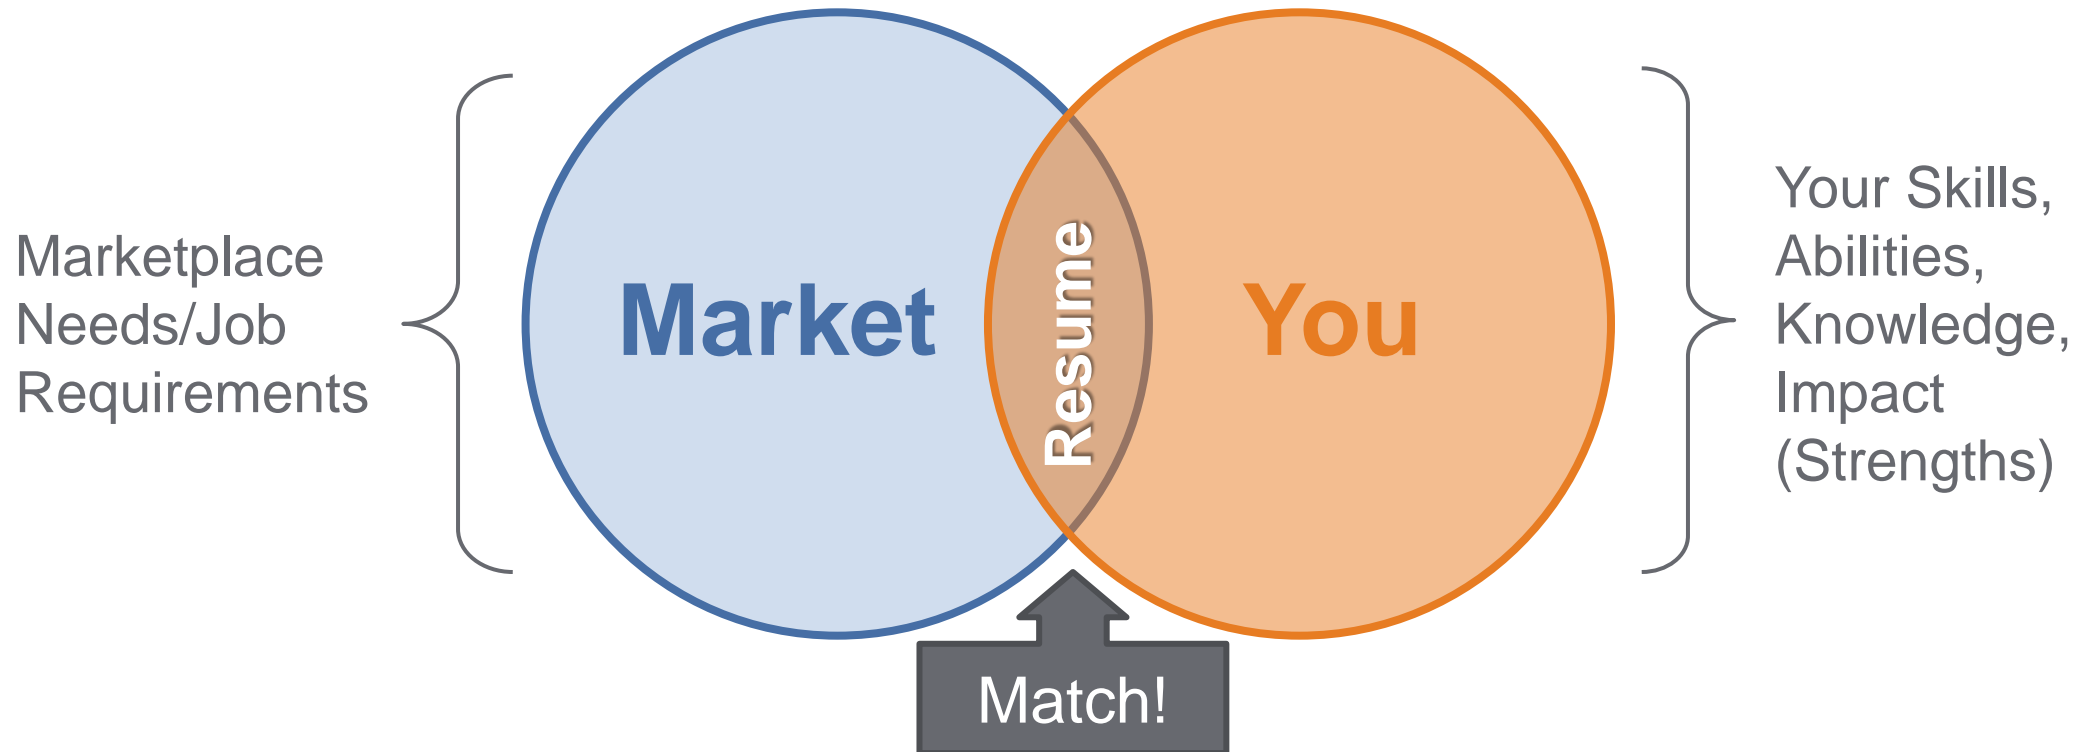 Marketplace
Needs/Job
Requirements
Market
Resume
You
Your Skills,
Abilities,
Knowledge,
Impact
(Strengths)
Match!